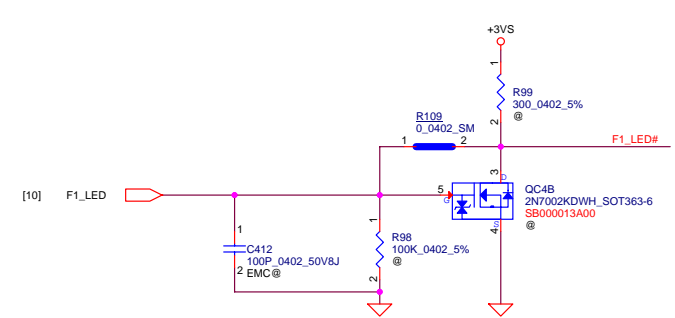 +3VS
1
R99
300_0402_5%
2
@
R109
0_0402_SM
1
2
F1_LED#
3
D
[10]
F1_LED
5
G
QC4B
2N7002KDWH_SOT363-6
SB000013A00
@
S
4
1
C412
100P_0402_50V8J
2
EMC@
1
R98
100K_0402_5%
@
2